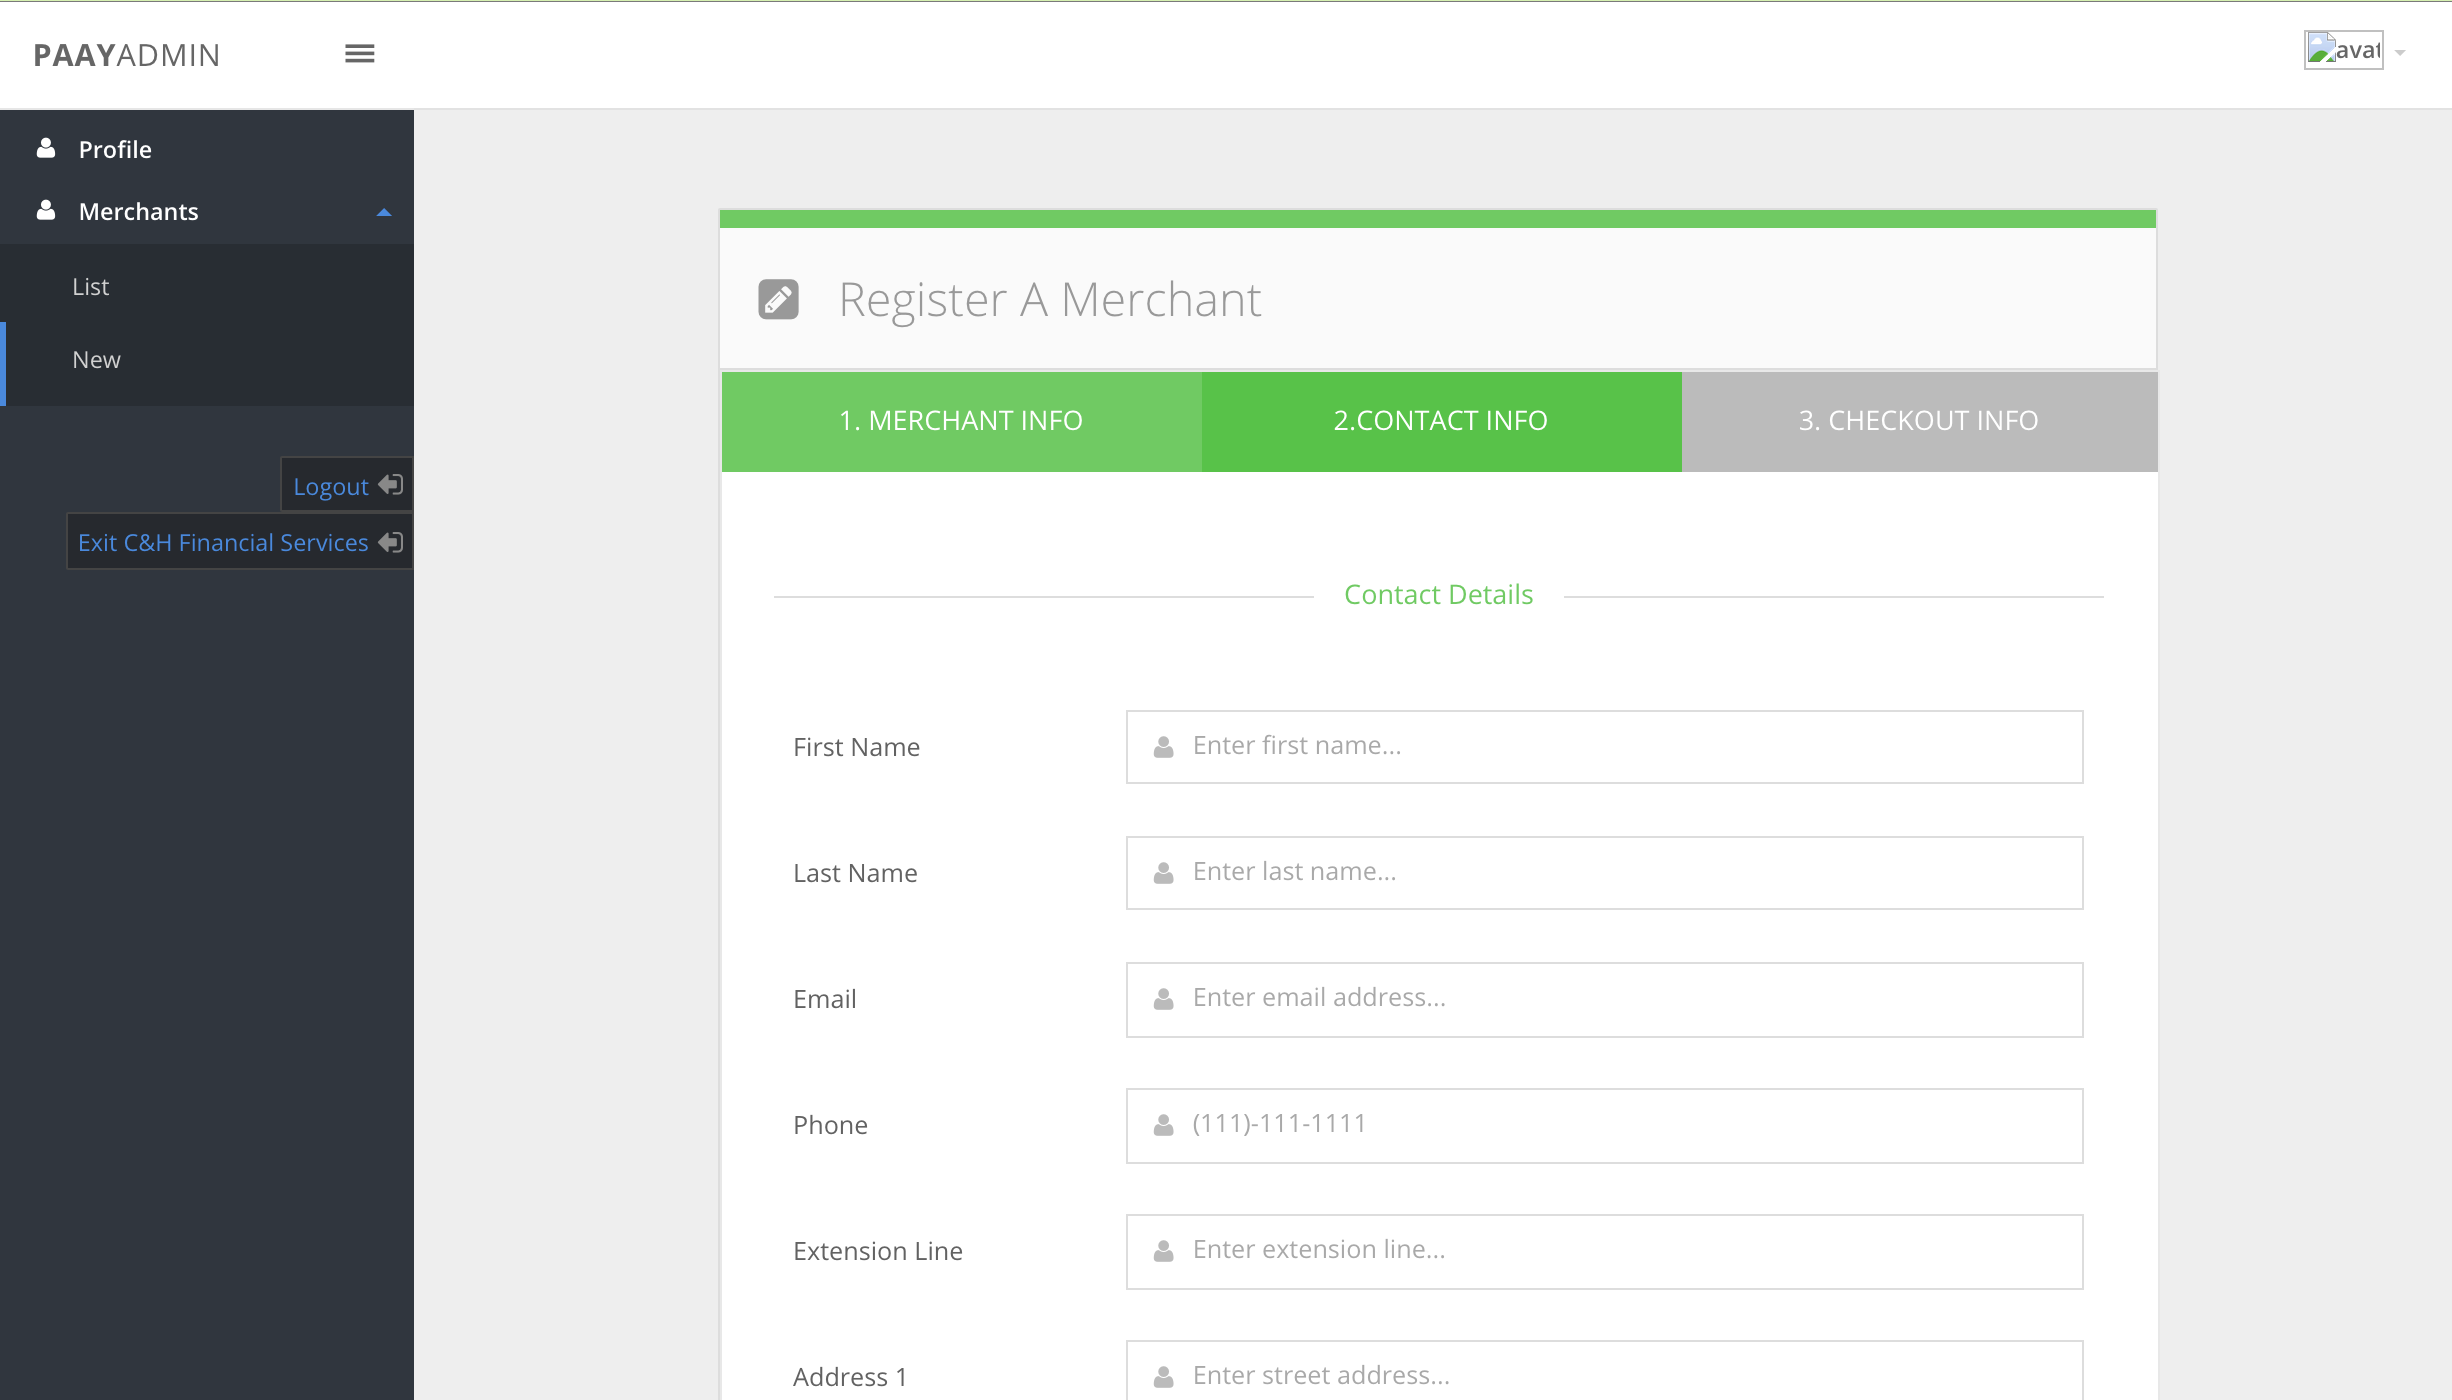 PAAYADMIN
avat
Profile
Merchants
List
New
Logout
Exit C&H Financial Services
Register A Merchant
1. MERCHANT INFO
2.CONTACT INFO
3. CHECKOUT INFO
Contact Details
First Name
Enter first name...
Last Name
Enter last name...
Email
Enter email address...
Phone
(111)-111-1111
Extension Line
Enter extension line...
Address 1
Enter street address...